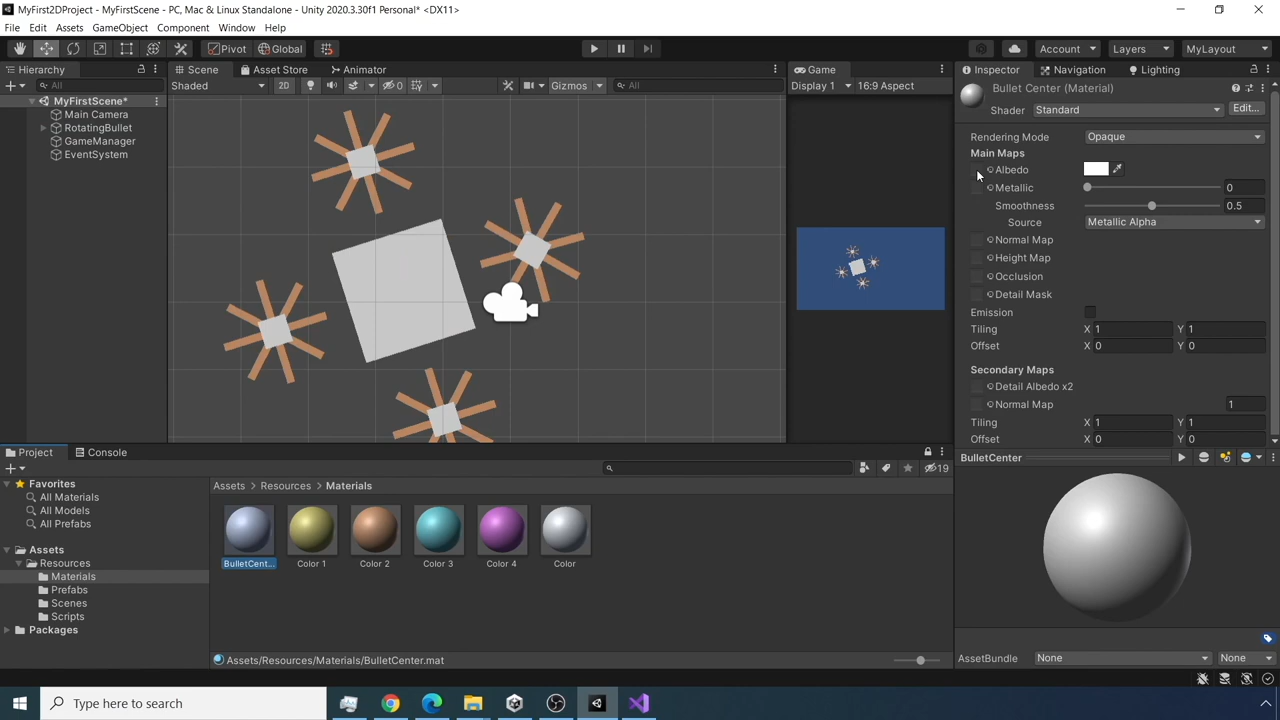 MyFirst2DProject - MyFirstScene - PC, Mac & Linux Standalone - Unity 2020.3.30f1 Personal* <DX11>
File Edit Assets GameObject Component Window Help
Pivot Global Account Layers MyLayout
Hierarchy
All
MyFirstScene*
Main Camera
RotatingBullet
GameManager
EventSystem
Scene Asset Store Animator
Shaded 2D 0 Gizmos All
Game
Display 1 16:9 Aspect
Inspector Navigation Lighting
Bullet Center (Material)
Shader Standard Edit...
Rendering Mode Opaque
Main Maps
Albedo
Metallic 0
Smoothness 0.5
Source Metallic Alpha
Normal Map
Height Map
Occlusion
Detail Mask
Emission
Tiling X 1 Y 1
Offset X 0 Y 0
Secondary Maps
Detail Albedo x2
Normal Map 1
Tiling X 1 Y 1
Offset X 0 Y 0
BulletCenter
AssetBundle None None
Project Console
19
Favorites
All Materials
All Models
All Prefabs
Assets
Resources
Materials
Prefabs
Scenes
Scripts
Packages
Assets Resources Materials
BulletCent... Color 1 Color 2 Color 3 Color 4 Color
Assets/Resources/Materials/BulletCenter.mat
Type here to search